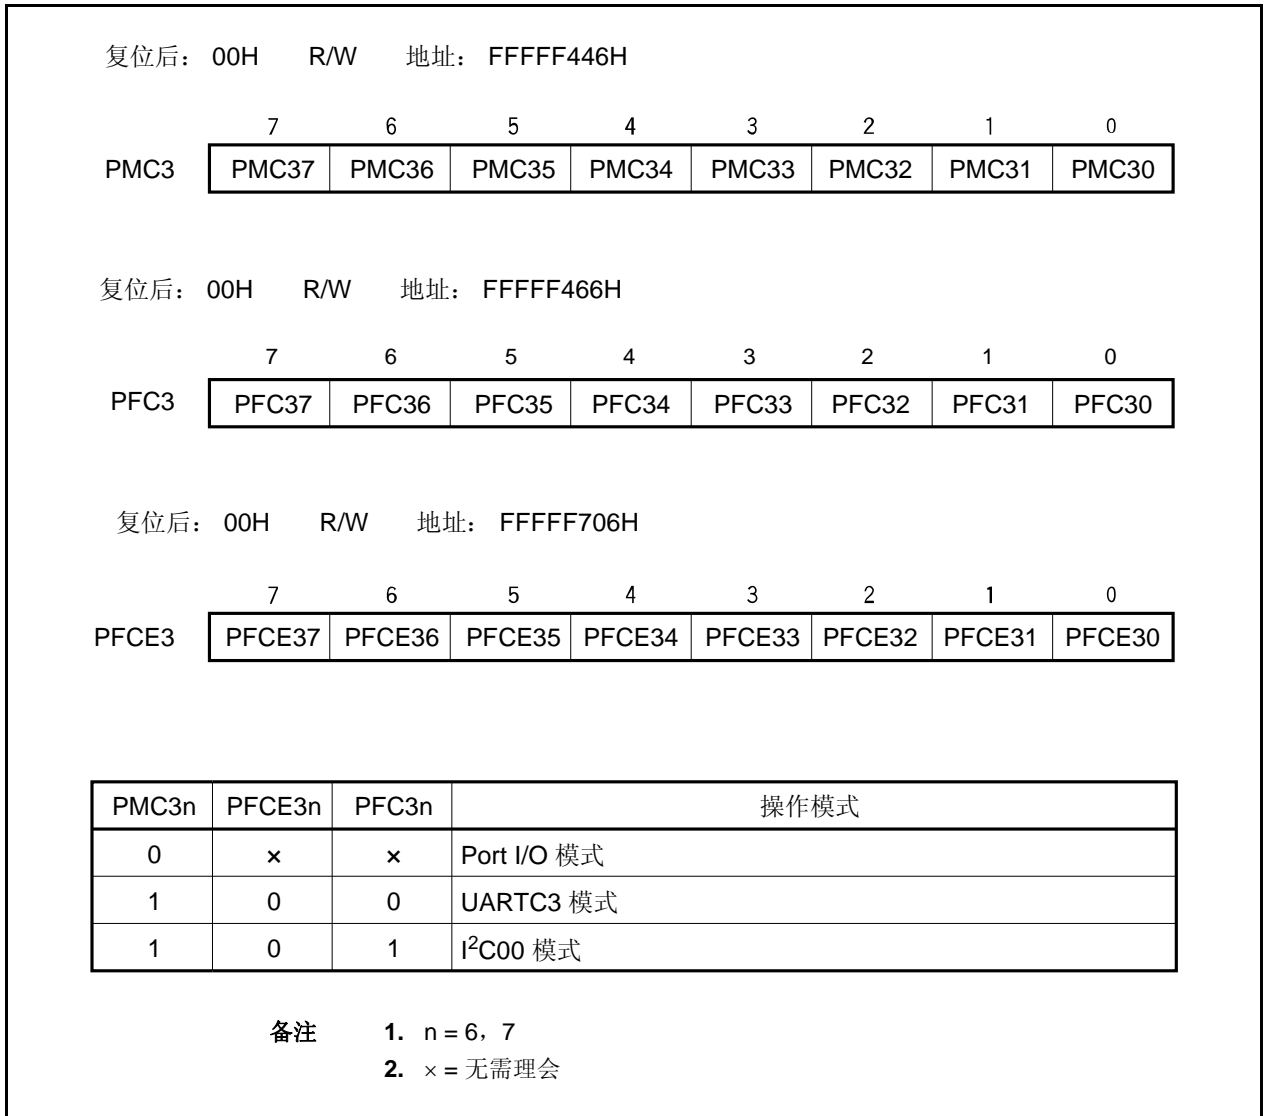 复位后： 00H R/W 地址： FFFFF446H
7 6 5 4 3 2 1 0
PMC3 PMC37 PMC36 PMC35 PMC34 PMC33 PMC32 PMC31 PMC30
复位后： 00H R/W 地址： FFFFF466H
7 6 5 4 3 2 1 0
PFC3 PFC37 PFC36 PFC35 PFC34 PFC33 PFC32 PFC31 PFC30
复位后： 00H R/W 地址： FFFFF706H
7 6 5 4 3 2 1 0
PFCE3 PFCE37 PFCE36 PFCE35 PFCE34 PFCE33 PFCE32 PFCE31 PFCE30
PMC3n PFCE3n PFC3n 操作模式
0 × × Port I/O 模式
1 0 0 UARTC3 模式
1 0 1 I²C00 模式
备注 1. n = 6，7
2. × = 无需理会